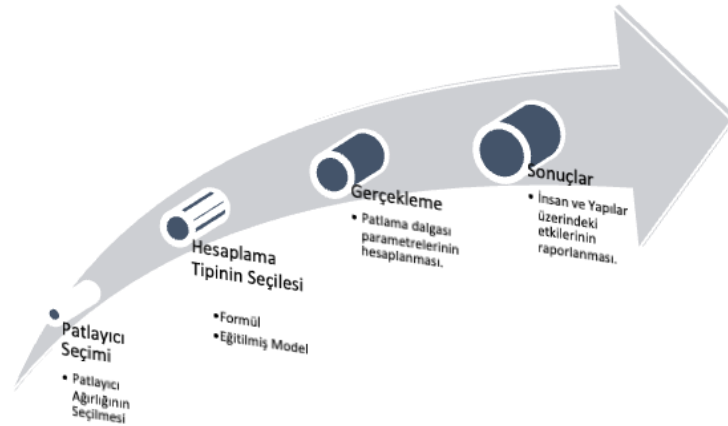 Patlayıcı
Seçimi
• Patlayıcı
Ağırlığının
Seçilmesi
Hesaplama
Tipinin Seçilesi
•Formül
•Eğitilmiş Model
Gerçekleme
• Patlama dalgası
parametrelerinin
hesaplanması.
Sonuçlar
• İnsan ve Yapılar
üzerindeki
etkilerinin
raporlanması.